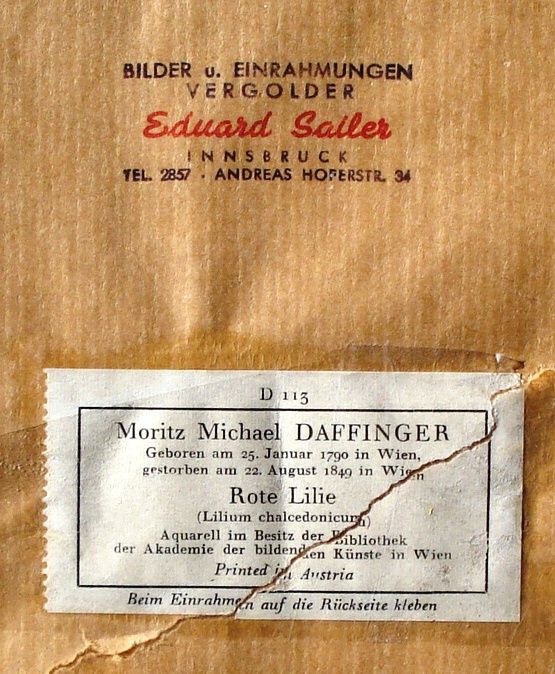 BILDER u. EINRAHMUNGEN
VERGOLDER
Eduard Sailer
INNSBRUCK
TEL. 2857 · ANDREAS HOFERSTR. 34
D 113
Moritz Michael DAFFINGER
Geboren am 25. Januar 1790 in Wien,
gestorben am 22. August 1849 in Wien
Rote Lilie
(Lilium chalcedonicum)
Aquarell im Besitz der Bibliothek
der Akademie der bildenden Künste in Wien
Printed in Austria
Beim Einrahmen auf die Rückseite kleben